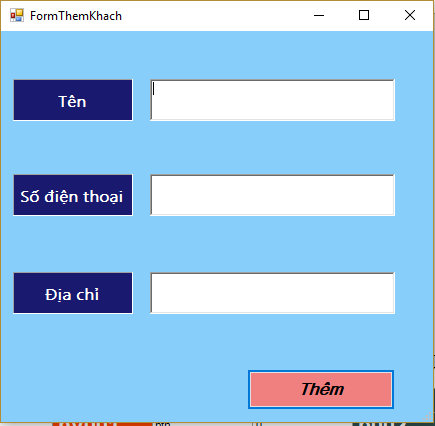 FormThemKhach
Tên
Số điện thoại
Địa chỉ
Thêm